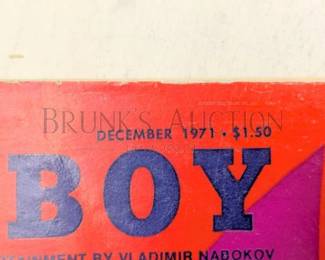 BRUNK'S AUCTION
DECEMBER 1971 • $1.50
BOY
BY VLADIMIR NABOKOV